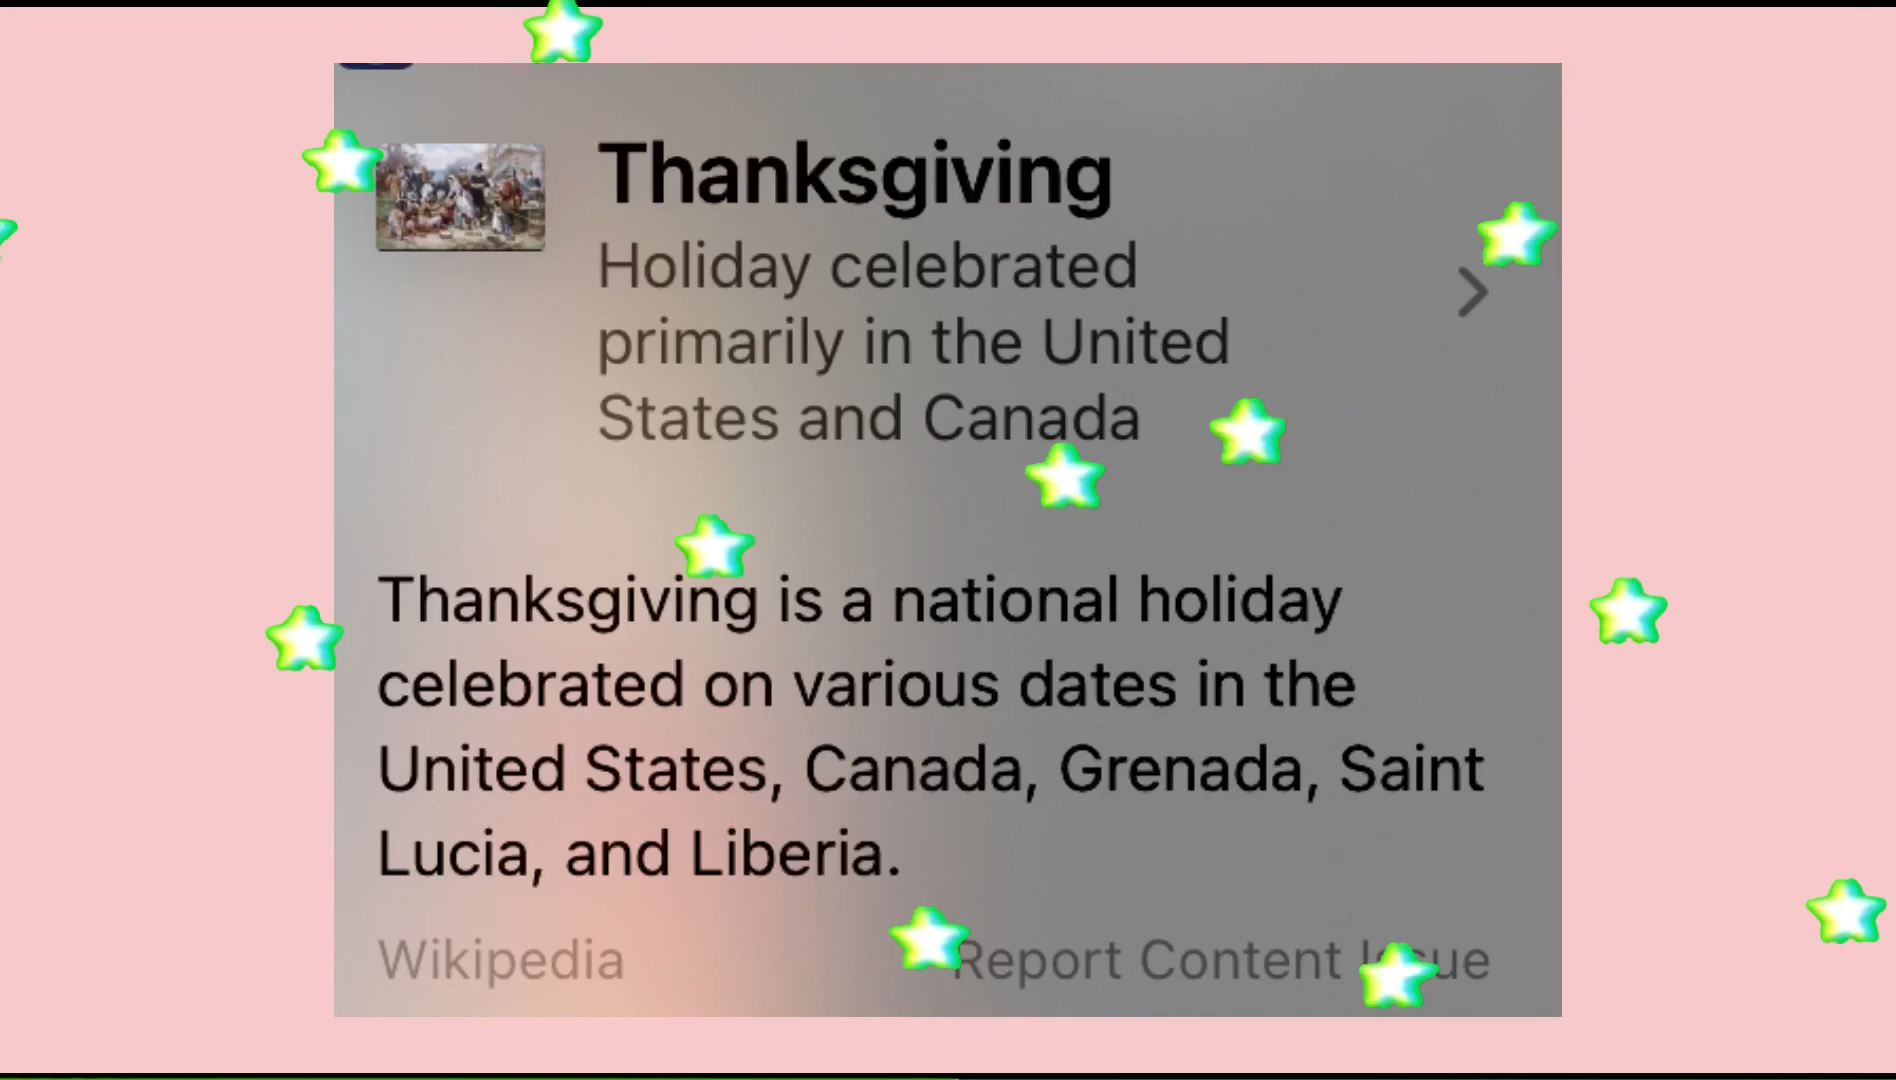 Thanksgiving
Holiday celebrated
primarily in the United
States and Canada
Thanksgiving is a national holiday
celebrated on various dates in the
United States, Canada, Grenada, Saint
Lucia, and Liberia.
Wikipedia
Report Content Issue